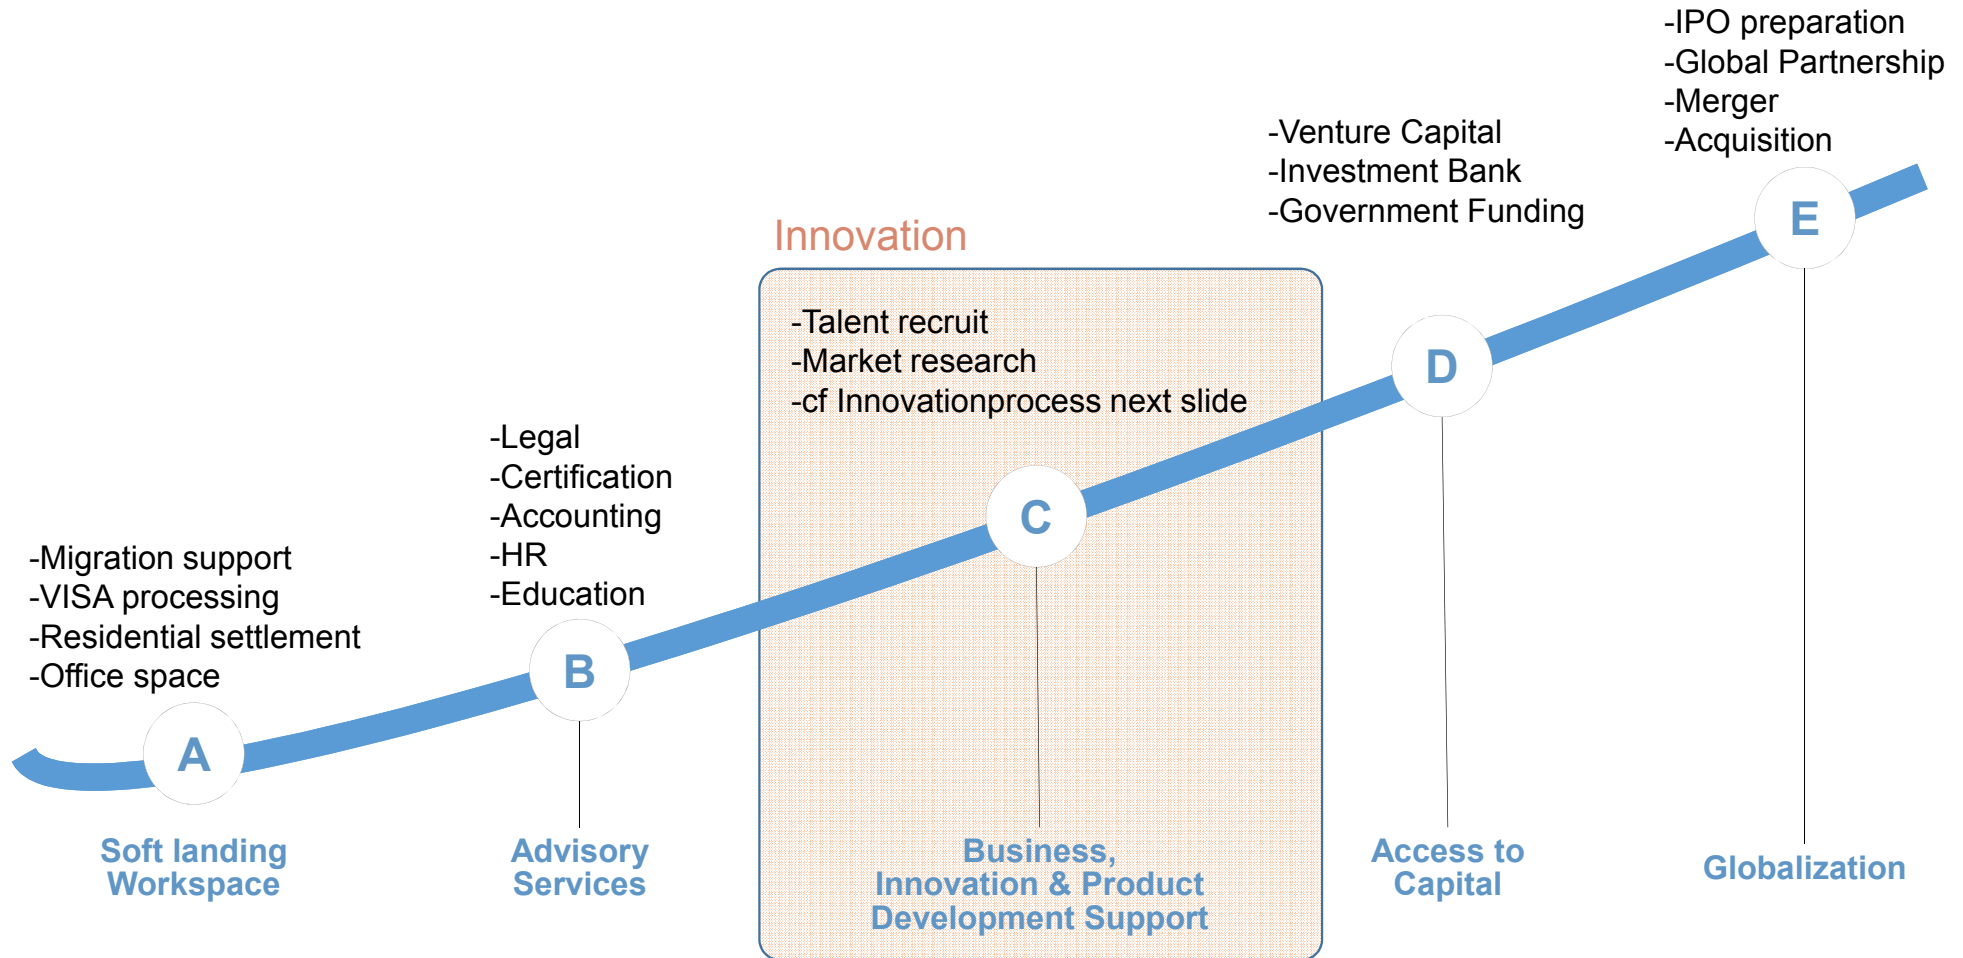 -Migration support
-VISA processing
-Residential settlement
-Office space
A
Soft landing
Workspace
-Legal
-Certification
-Accounting
-HR
-Education
B
Advisory
Services
Innovation
-Talent recruit
-Market research
-cf Innovationprocess next slide
C
Business,
Innovation & Product
Development Support
-Venture Capital
-Investment Bank
-Government Funding
D
Access to
Capital
-IPO preparation
-Global Partnership
-Merger
-Acquisition
E
Globalization